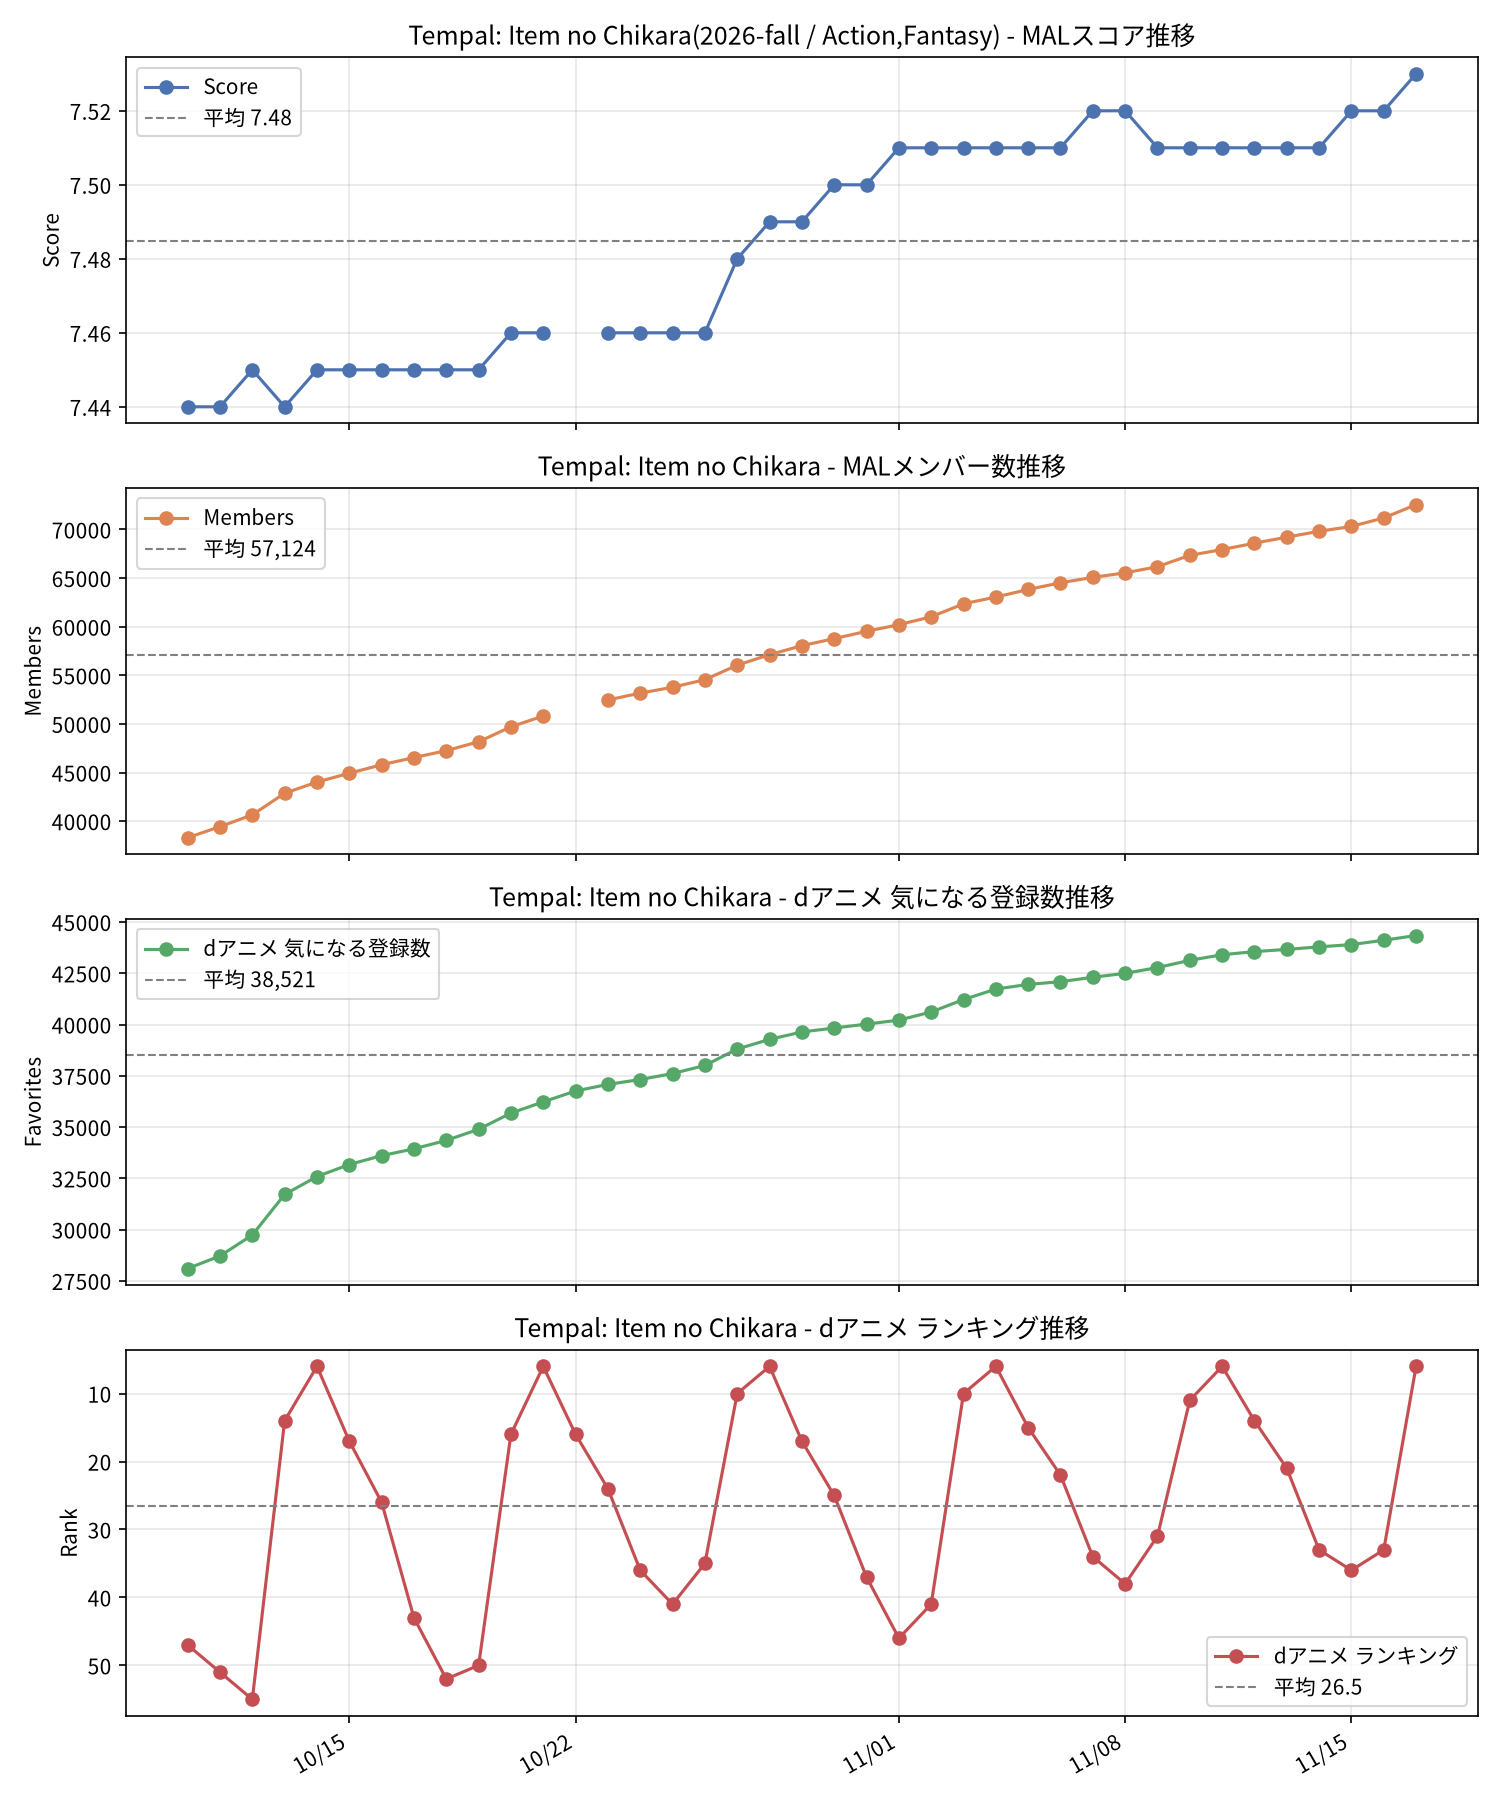 Tempal: Item no Chikara(2026-fall / Action,Fantasy) - MALスコア推移
Score
平均 7.48
Score
7.52
7.50
7.48
7.46
7.44
Tempal: Item no Chikara - MALメンバー数推移
Members
平均 57,124
Members
70000
65000
60000
55000
50000
45000
40000
Tempal: Item no Chikara - dアニメ 気になる登録数推移
dアニメ 気になる登録数
平均 38,521
Favorites
45000
42500
40000
37500
35000
32500
30000
27500
Tempal: Item no Chikara - dアニメ ランキング推移
Rank
10
20
30
40
50
dアニメ ランキング
平均 26.5
10/15
10/22
11/01
11/08
11/15